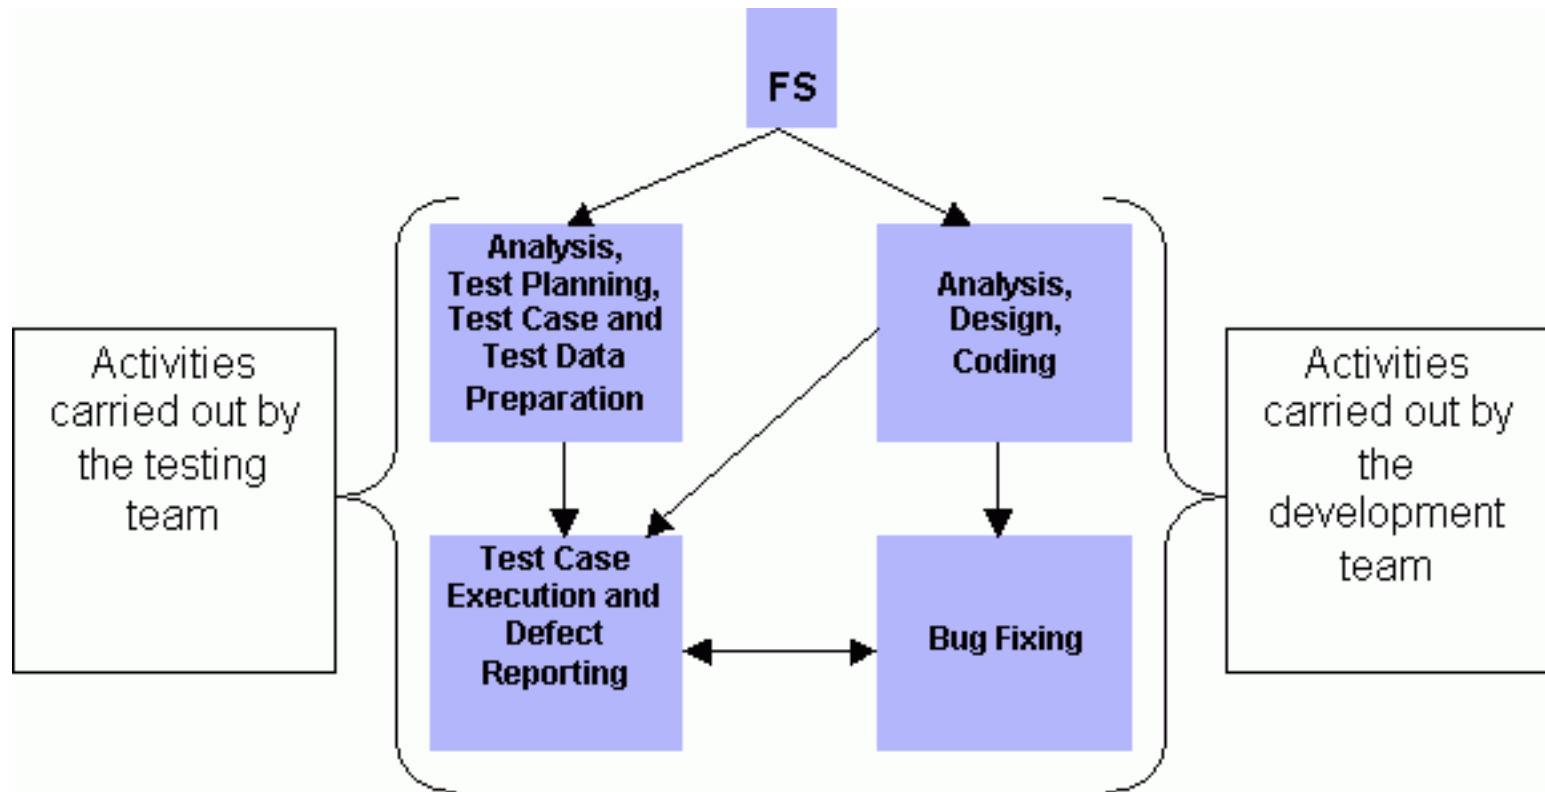 FS
Analysis,
Test Planning,
Test Case and
Test Data
Preparation
Analysis,
Design,
Coding
Activities
carried out by
the testing
team
Activities
carried out by
the
development
team
Test Case
Execution and
Defect
Reporting
Bug Fixing